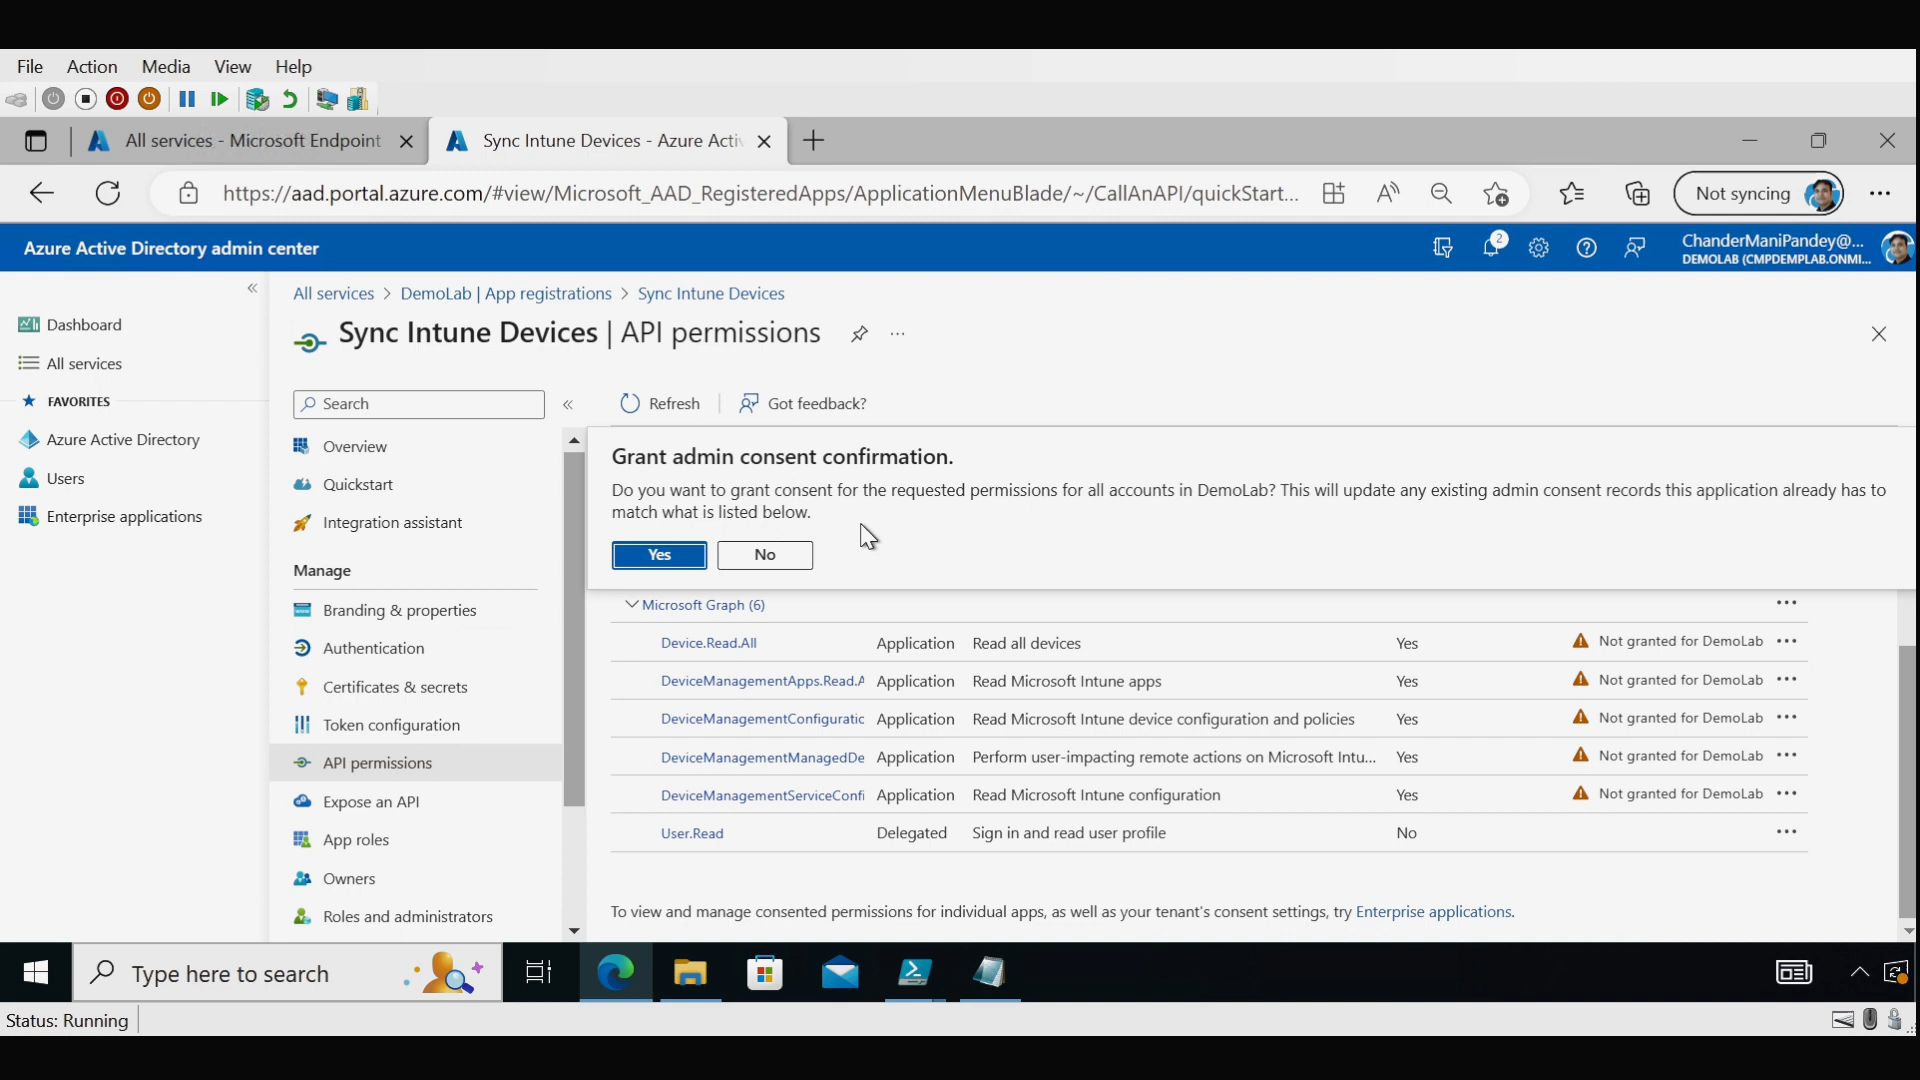 File Action Media View Help
All services - Microsoft Endpoint
Sync Intune Devices - Azure Acti
https://aad.portal.azure.com/#view/Microsoft_AAD_RegisteredApps/ApplicationMenuBlade/~/CallAnAPI/quickStart...
Not syncing
Azure Active Directory admin center
2
ChanderManiPandey@...
DEMOLAB (CMPDEMPLAB.ONMI...
Dashboard
All services
FAVORITES
Azure Active Directory
Users
Enterprise applications
All services > DemoLab | App registrations > Sync Intune Devices
Sync Intune Devices | API permissions
Search
Overview
Quickstart
Integration assistant
Manage
Branding & properties
Authentication
Certificates & secrets
Token configuration
API permissions
Expose an API
App roles
Owners
Roles and administrators
Refresh
Got feedback?
Grant admin consent confirmation.
Do you want to grant consent for the requested permissions for all accounts in DemoLab? This will update any existing admin consent records this application already has to
match what is listed below.
Yes
No
Microsoft Graph (6)
Device.Read.All Application Read all devices Yes Not granted for DemoLab
DeviceManagementApps.Read.A Application Read Microsoft Intune apps Yes Not granted for DemoLab
DeviceManagementConfiguratic Application Read Microsoft Intune device configuration and policies Yes Not granted for DemoLab
DeviceManagementManagedDe Application Perform user-impacting remote actions on Microsoft Intu... Yes Not granted for DemoLab
DeviceManagementServiceConfi Application Read Microsoft Intune configuration Yes Not granted for DemoLab
User.Read Delegated Sign in and read user profile No
To view and manage consented permissions for individual apps, as well as your tenant's consent settings, try Enterprise applications.
Type here to search
Status: Running